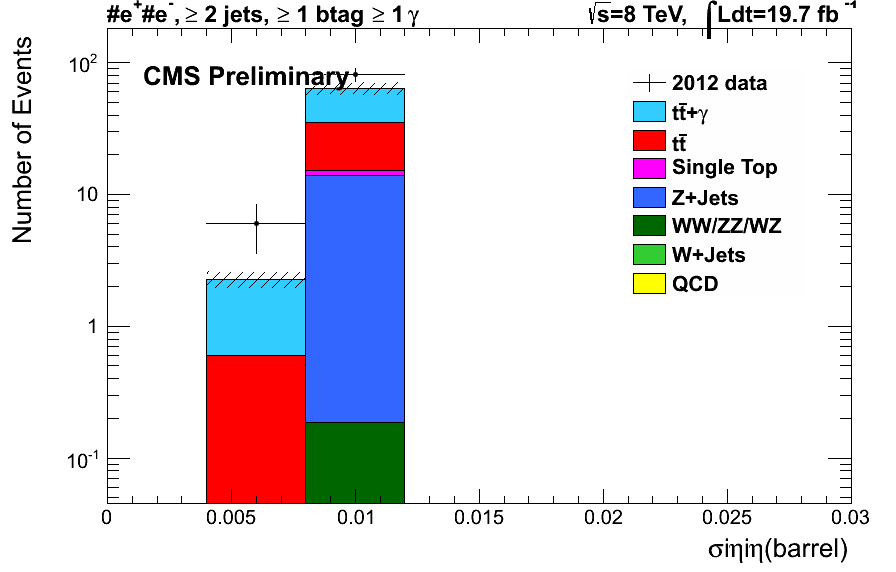 #e+#e-, ≥ 2 jets, ≥ 1 btag ≥ 1 γ
√s=8 TeV, ∫Ldt=19.7 fb-1
CMS Preliminary
Number of Events
10²
10
1
10⁻¹
2012 data
tt̄+γ
tt̄
Single Top
Z+Jets
WW/ZZ/WZ
W+Jets
QCD
0 0.005 0.01 0.015 0.02 0.025 0.03
σiηiη(barrel)